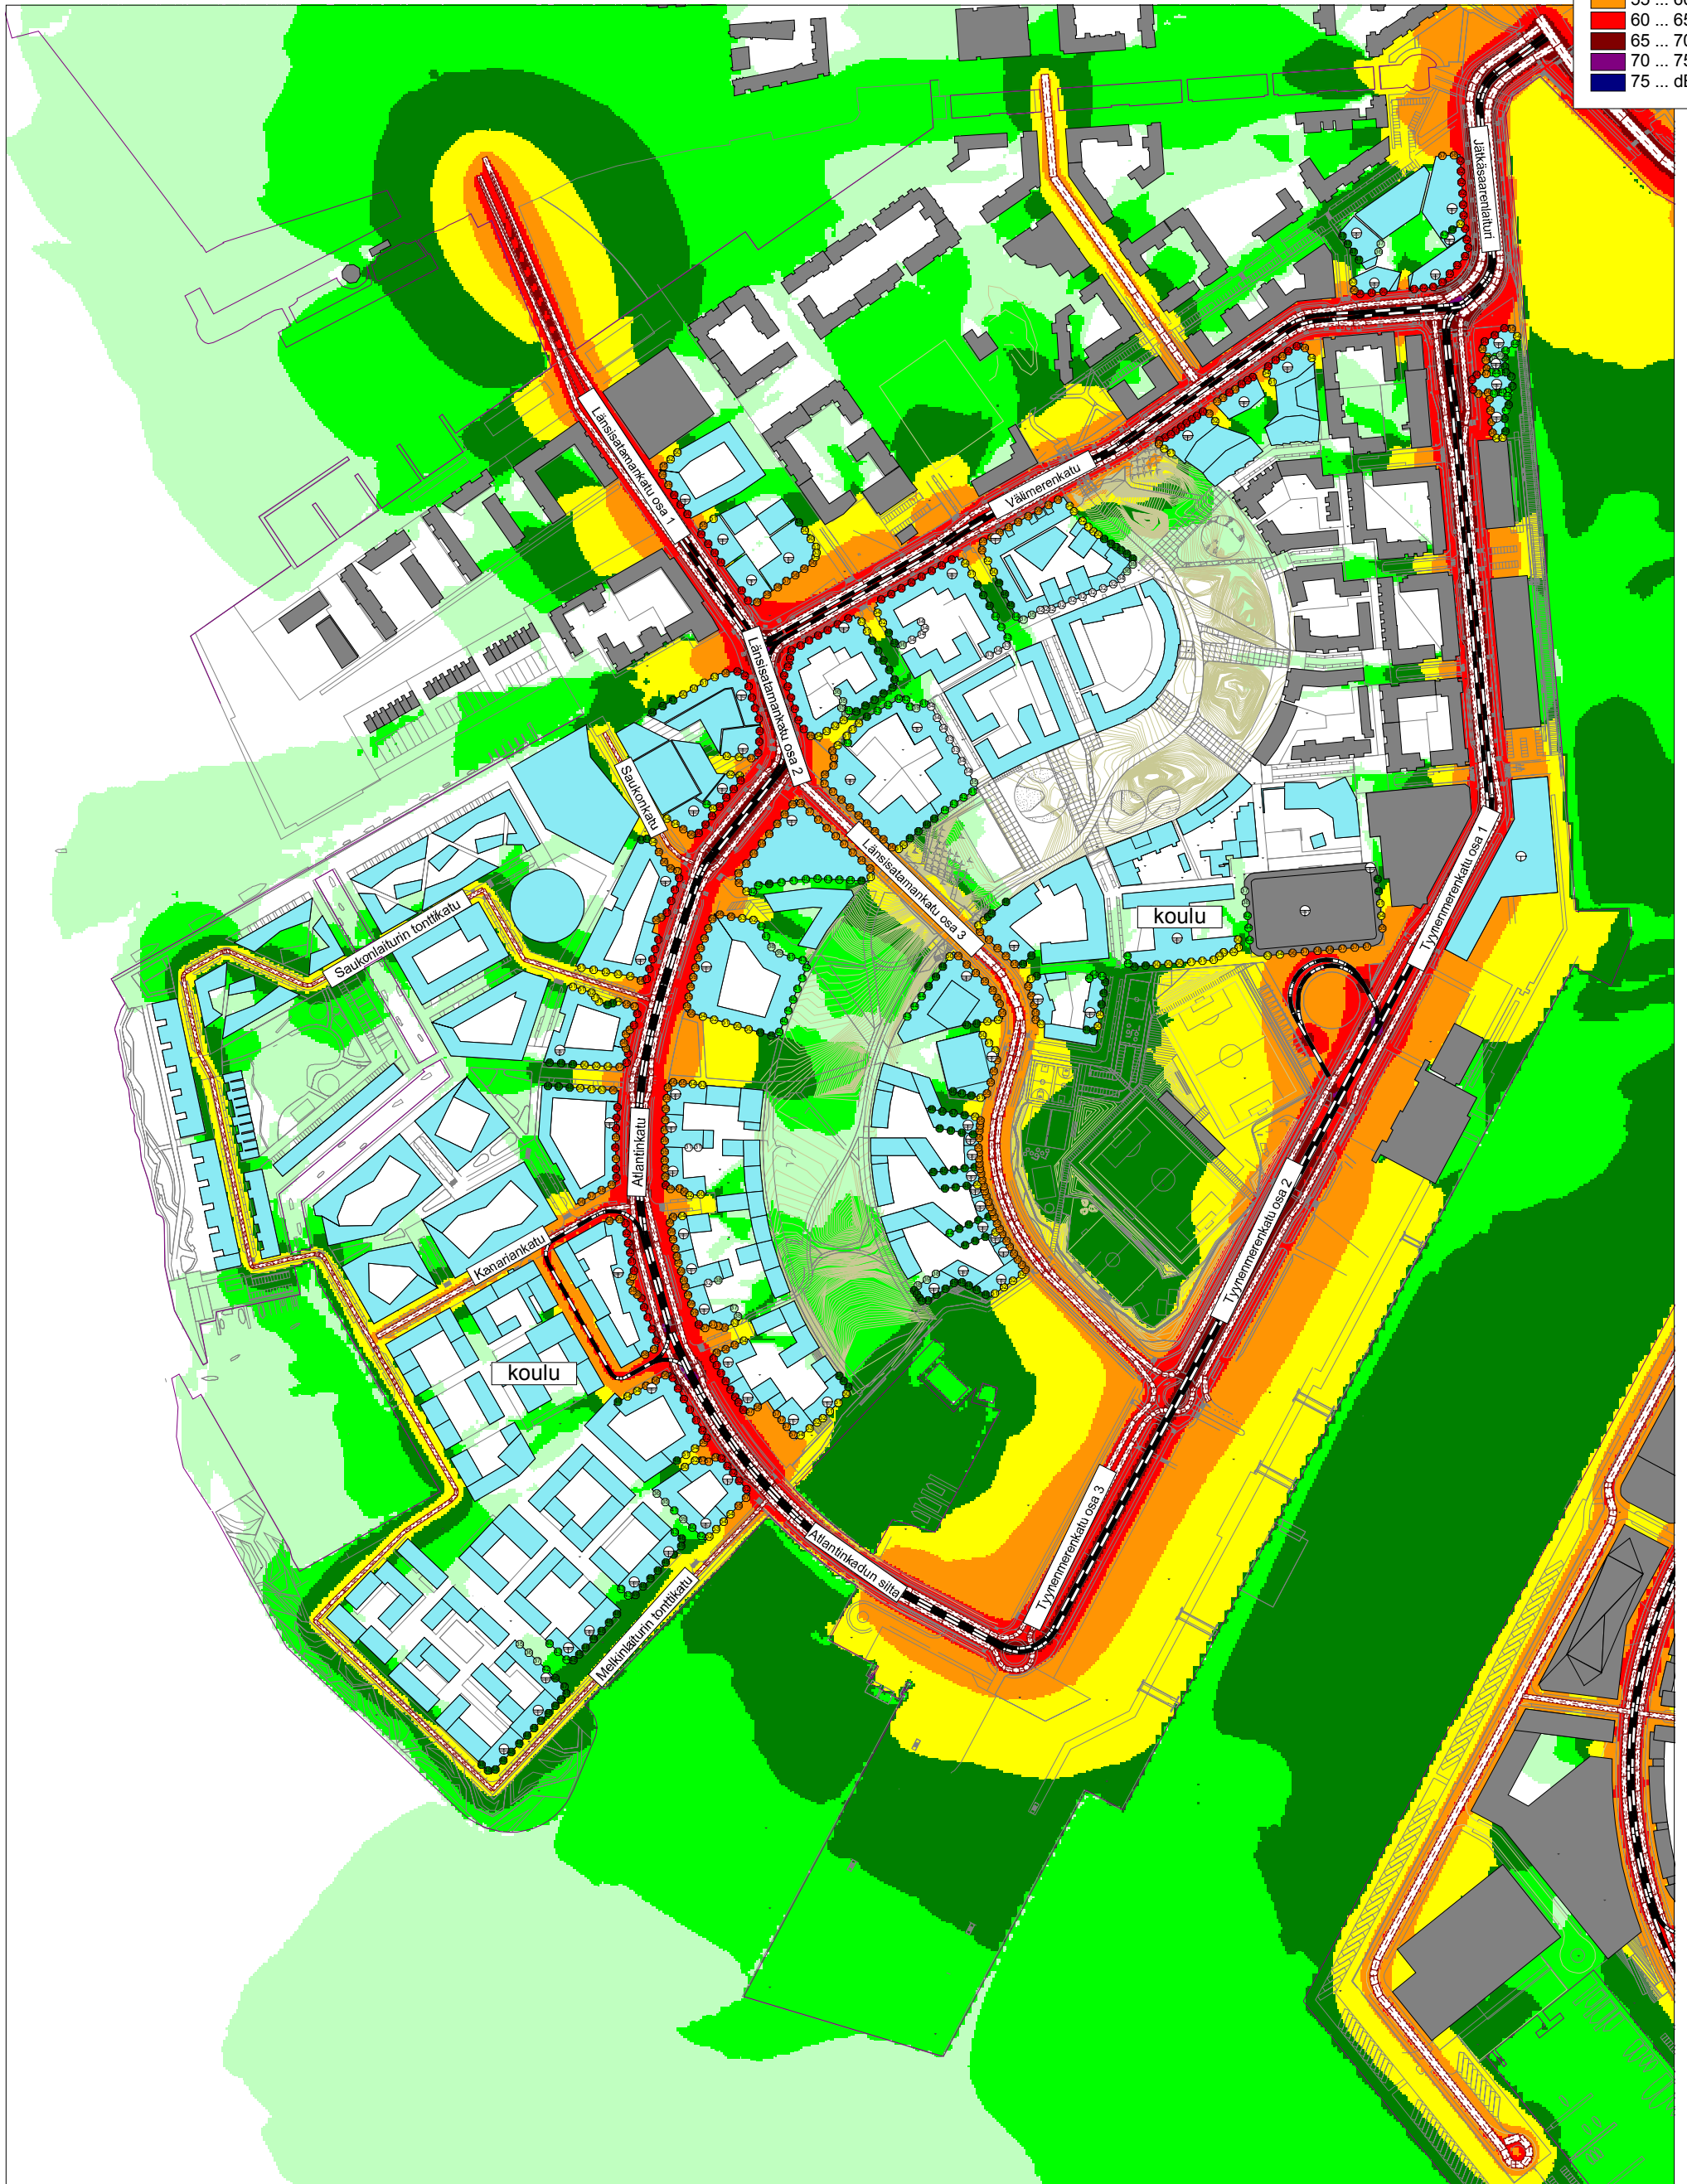 60 ... 65
65 ... 70
70 ... 75
75 ... dB
Jätkäsaarenlaituri
Länsisatamankatu osa 1
Välimerenkatu
Länsisatamankatu osa 2
Saukonkatu
Länsisatamankatu osa 3
Tyynenmerenkatu osa 1
koulu
Saukonlaiturin tonttikatu
Atlantinkatu
Tyynenmerenkatu osa 2
Kanariankatu
koulu
Tyynenmerenkatu osa 3
Atlantinkadun silta
Melkinlaiturin tonttikatu